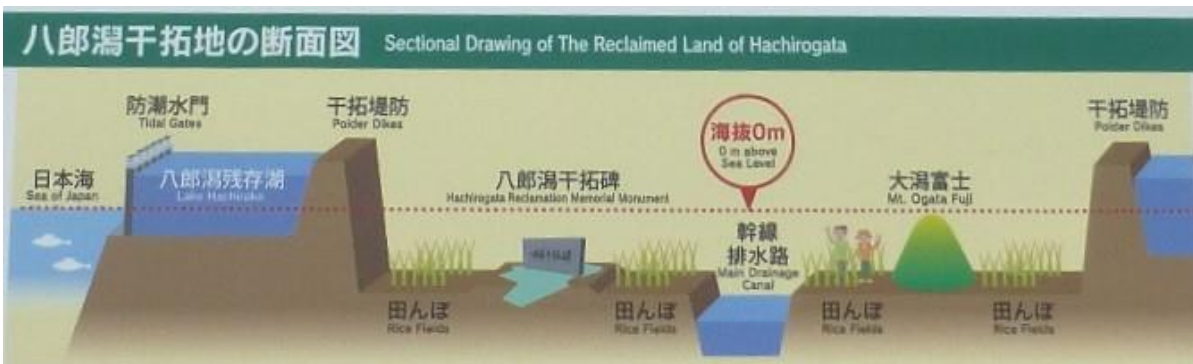 八郎潟干拓地の断面図 Sectional Drawing of The Reclaimed Land of Hachirogata
防潮水門
Tidal Gates
干拓堤防
Polder Dikes
海抜0m
0 m above
Sea Level
干拓堤防
Polder Dikes
日本海
Sea of Japan
八郎潟残存湖
Lake Hachiroko
八郎潟干拓碑
Hachirogata Reclamation Memorial Monument
大潟富士
Mt. Ogata Fuji
幹線
排水路
Main Drainage
Canal
田んぼ
Rice Fields
田んぼ
Rice Fields
田んぼ
Rice Fields
田んぼ
Rice Fields